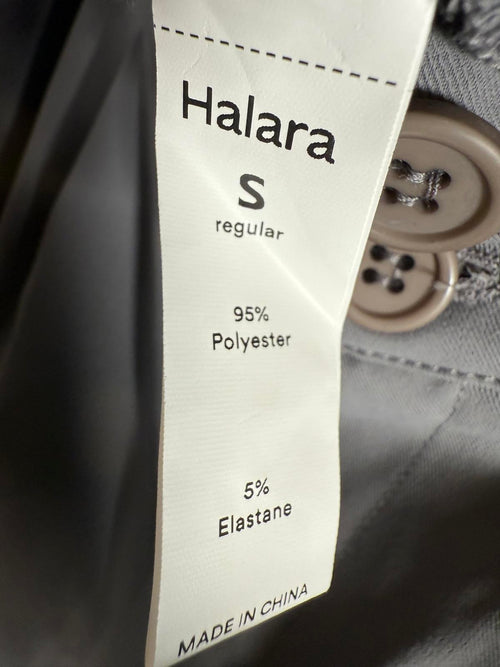 Halara
S
regular
95%
Polyester
5%
Elastane
MADE IN CHINA